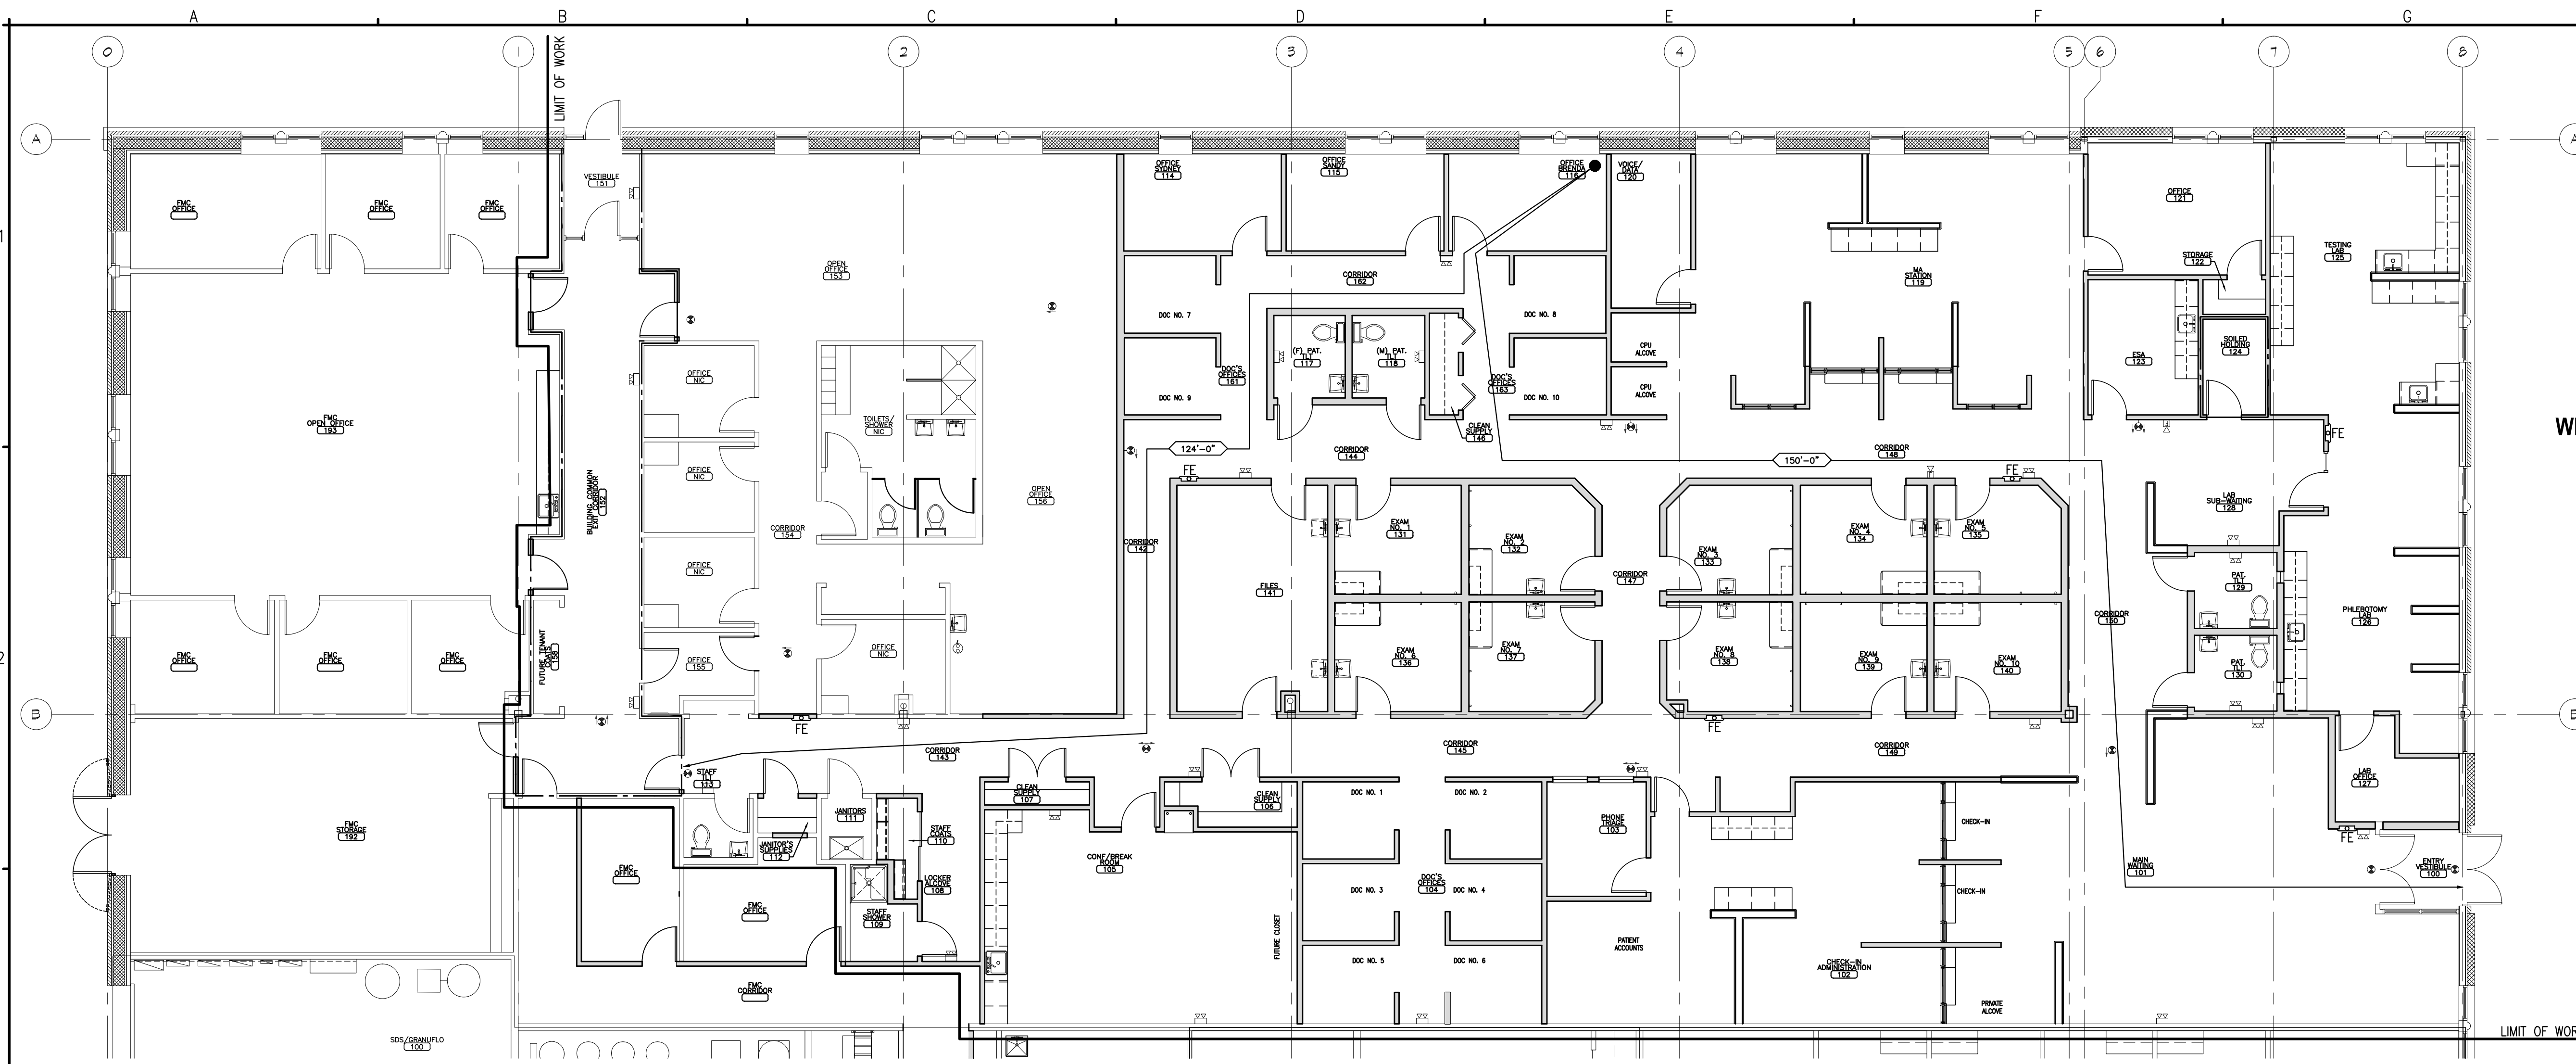 A B C D E F G
0 1 2 3 4 5 6 7 8
LIMIT OF WORK
A
A
1
FMC
OFFICE
FMC
OFFICE
FMC
OFFICE
VESTIBULE
151
OPEN
OFFICE
153
OFFICE
SYDNEY
114
OFFICE
SANDY
115
OFFICE
BRENDA
116
VOICE/
DATA
120
OFFICE
121
TESTING
LAB
125
STORAGE
122
MA
STATION
119
CORRIDOR
162
DOC NO. 7
DOC NO. 8
(F) PAT.
TLT
117
(M) PAT.
TLT
118
CPU
ALCOVE
ESA
123
SOILED
HOLDING
124
OFFICE
NIC
DOC'S
OFFICES
161
DOC'S
OFFICES
163
CPU
ALCOVE
DOC NO. 9
DOC NO. 10
FMC
OPEN OFFICE
193
TOILETS/
SHOWER
NIC
CLEAN
SUPPLY
146
124'-0"
CORRIDOR
144
CORRIDOR
148
150'-0"
FE
FE
FE
FE
OFFICE
NIC
BUILDING COMMON
EXIT CORRIDOR
152
OPEN
OFFICE
156
LAB
SUB-WAITING
128
CORRIDOR
154
CORRIDOR
142
EXAM
NO. 1
131
EXAM
NO. 2
132
EXAM
NO. 3
133
EXAM
NO. 4
134
EXAM
NO. 5
135
OFFICE
NIC
FILES
141
CORRIDOR
147
PAT.
TLT
129
CORRIDOR
150
PHLEBOTOMY
LAB
126
2
FMC
OFFICE
FMC
OFFICE
FMC
OFFICE
FUTURE TENANT
COATS
158
OFFICE
155
OFFICE
NIC
EXAM
NO. 6
136
EXAM
NO. 7
137
EXAM
NO. 8
138
EXAM
NO. 9
139
EXAM
NO. 10
140
PAT.
TLT
130
B
B
FE
FE
CORRIDOR
143
CORRIDOR
145
CORRIDOR
149
STAFF
TLT
113
CLEAN
SUPPLY
107
CLEAN
SUPPLY
106
DOC NO. 1
DOC NO. 2
LAB
OFFICE
127
FMC
STORAGE
192
JANITORS
111
STAFF
COATS
110
PHONE
TRIAGE
103
CHECK-IN
FE
JANITOR'S
SUPPLIES
112
CONF/BREAK
ROOM
105
MAIN
WAITING
101
ENTRY
VESTIBULE
100
FMC
OFFICE
LOCKER
ALCOVE
108
DOC NO. 3
DOC'S
OFFICES
104
DOC NO. 4
CHECK-IN
FMC
OFFICE
STAFF
SHOWER
109
FUTURE CLOSET
PATIENT
ACCOUNTS
DOC NO. 5
DOC NO. 6
CHECK-IN
ADMINISTRATION
102
FMC
CORRIDOR
PRIVATE
ALCOVE
SDS/GRANUFLO
100